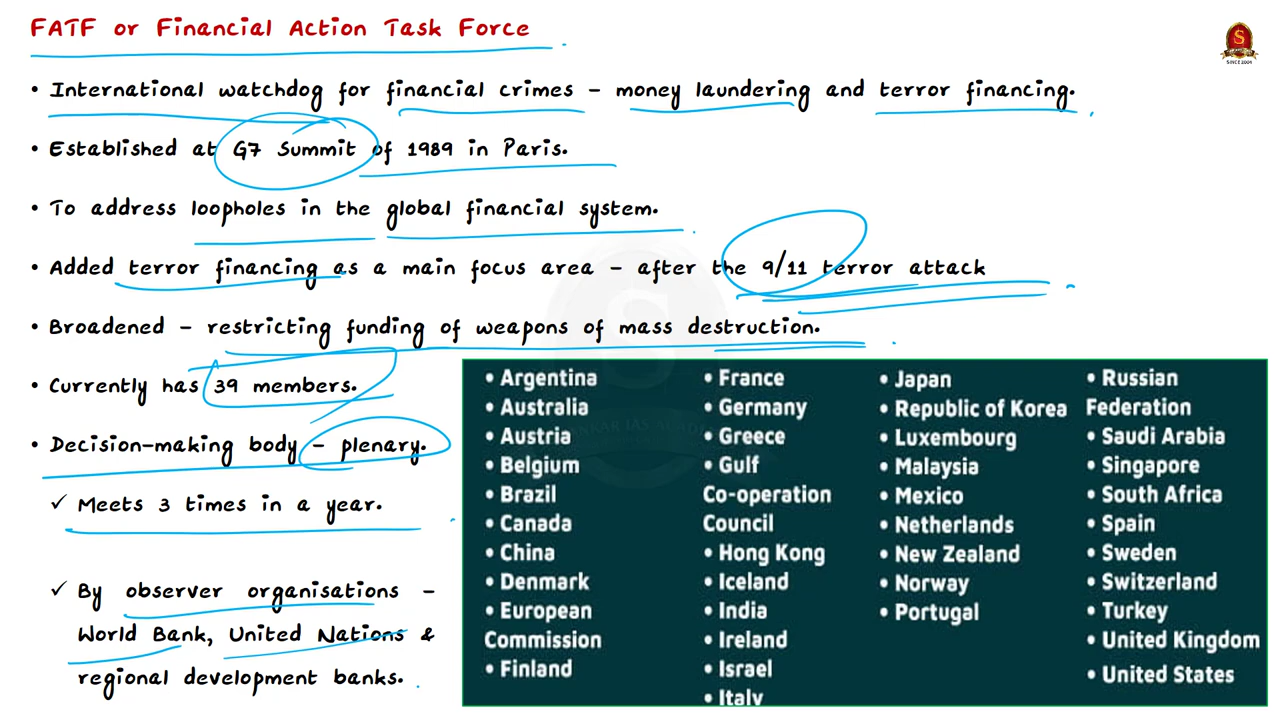 FATF or Financial Action Task Force
S
SINCE 2004
• International watchdog for financial crimes – money laundering and terror financing.
• Established at G7 Summit of 1989 in Paris.
• To address loopholes in the global financial system.
• Added terror financing as a main focus area – after the 9/11 terror attack
• Broadened – restricting funding of weapons of mass destruction.
• Currently has 39 members.
• Decision-making body – plenary.
✓ Meets 3 times in a year.
✓ By observer organisations –
World Bank, United Nations &
regional development banks.
• Argentina
• Australia
• Austria
• Belgium
• Brazil
• Canada
• China
• Denmark
• European
Commission
• Finland
• France
• Germany
• Greece
• Gulf
Co-operation
Council
• Hong Kong
• Iceland
• India
• Ireland
• Israel
• Italy
• Japan
• Republic of Korea
• Luxembourg
• Malaysia
• Mexico
• Netherlands
• New Zealand
• Norway
• Portugal
• Russian
Federation
• Saudi Arabia
• Singapore
• South Africa
• Spain
• Sweden
• Switzerland
• Turkey
• United Kingdom
• United States